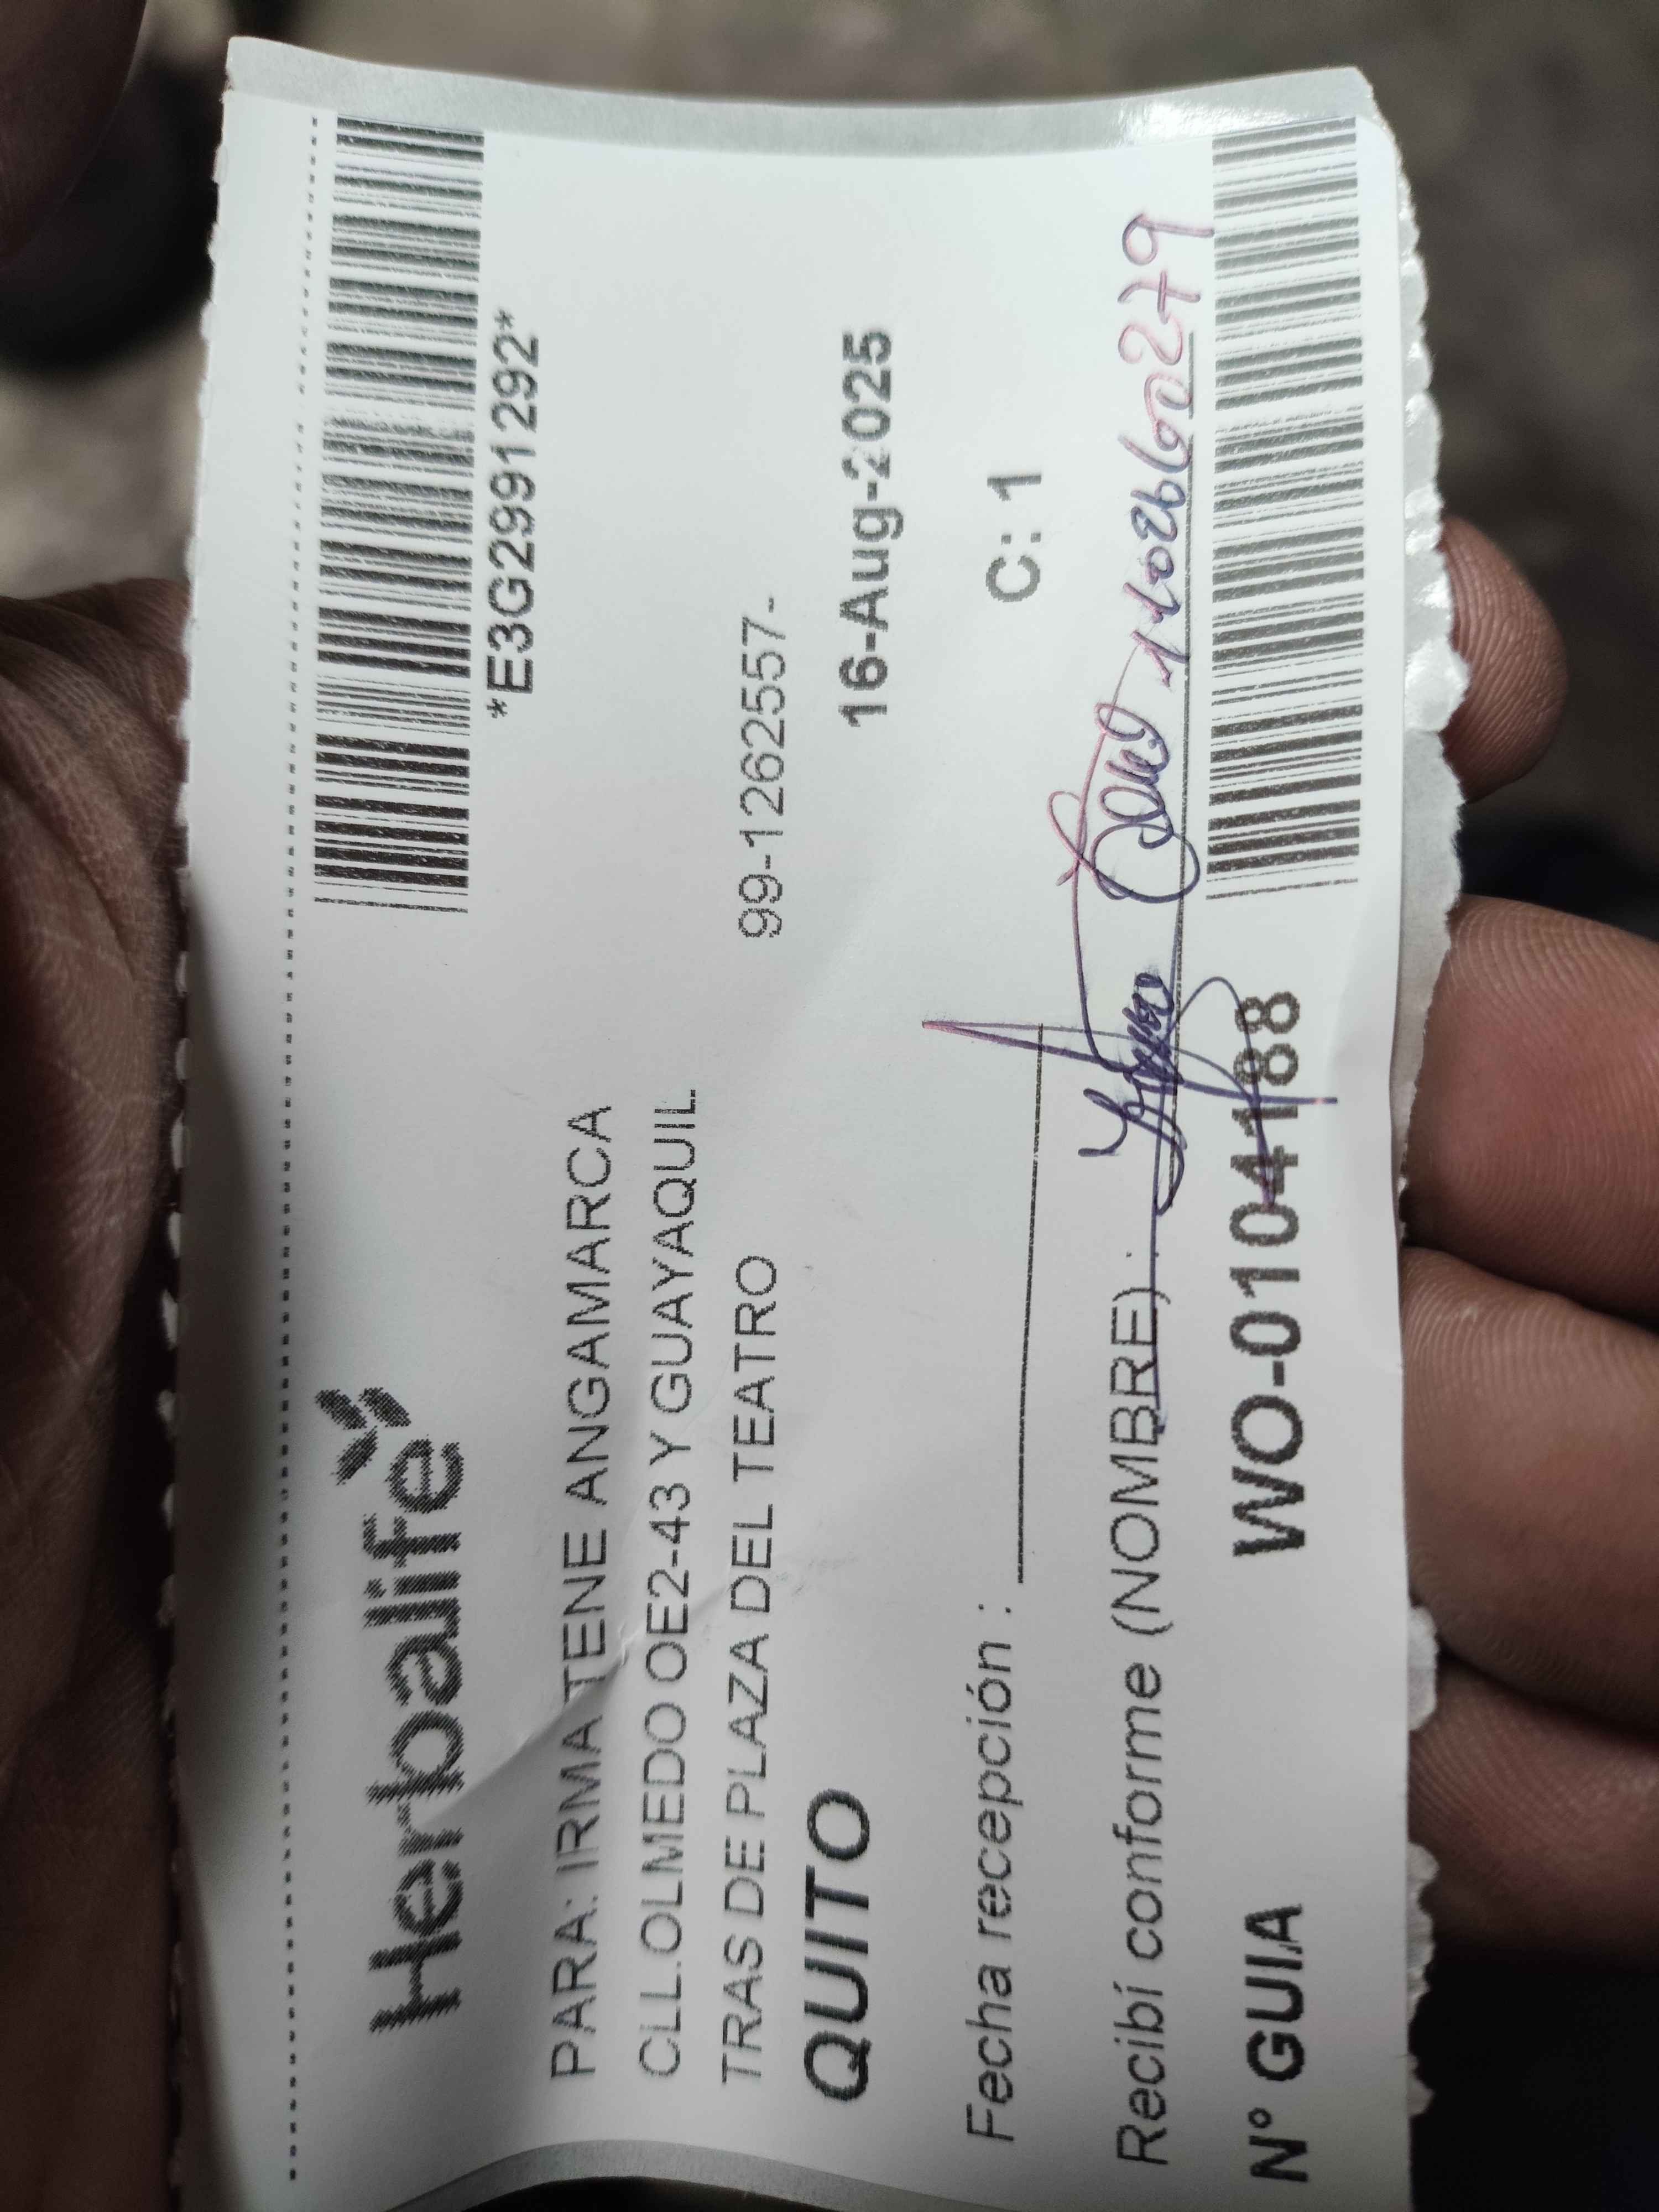 Herbalife
*E3G2991292*
PARA: IRMA TENE ANGAMARCA
CLL.OLMEDO OE2-43 Y GUAYAQUIL.
TRAS DE PLAZA DEL TEATRO
99-1262557-
QUITO
16-Aug-2025
Fecha recepción :
C: 1
Recibí conforme (NOMBRE) : 1102660279
N° GUIA WO-0104188